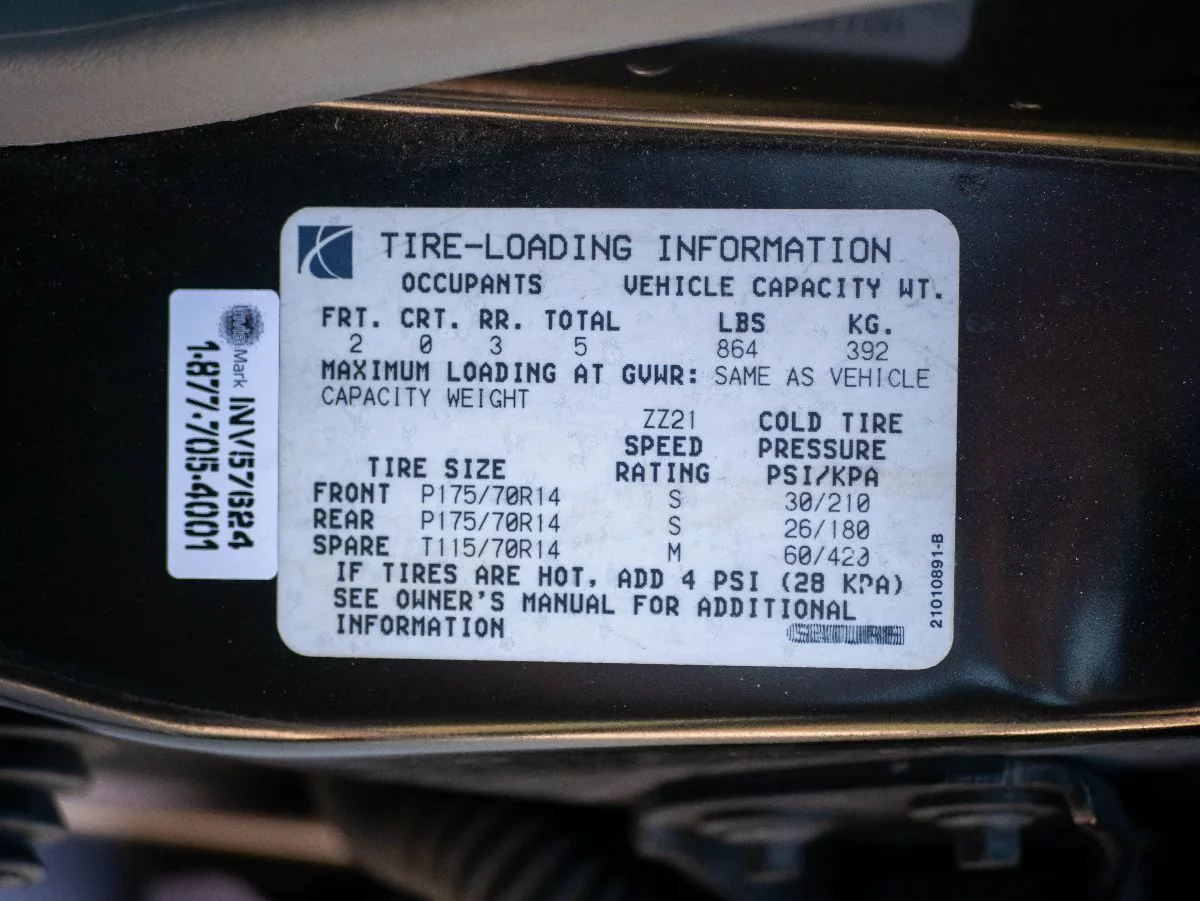 TIRE-LOADING INFORMATION
OCCUPANTS VEHICLE CAPACITY WT.
FRT. CRT. RR. TOTAL LBS KG.
2 0 3 5 864 392
MAXIMUM LOADING AT GVWR: SAME AS VEHICLE
CAPACITY WEIGHT
ZZ21 COLD TIRE
SPEED PRESSURE
TIRE SIZE RATING PSI/KPA
FRONT P175/70R14 S 30/210
REAR P175/70R14 S 26/180
SPARE T115/70R14 M 60/420
IF TIRES ARE HOT, ADD 4 PSI (28 KPA)
SEE OWNER'S MANUAL FOR ADDITIONAL
INFORMATION
21010891-B
Mark INV57624
1-877-705-4001